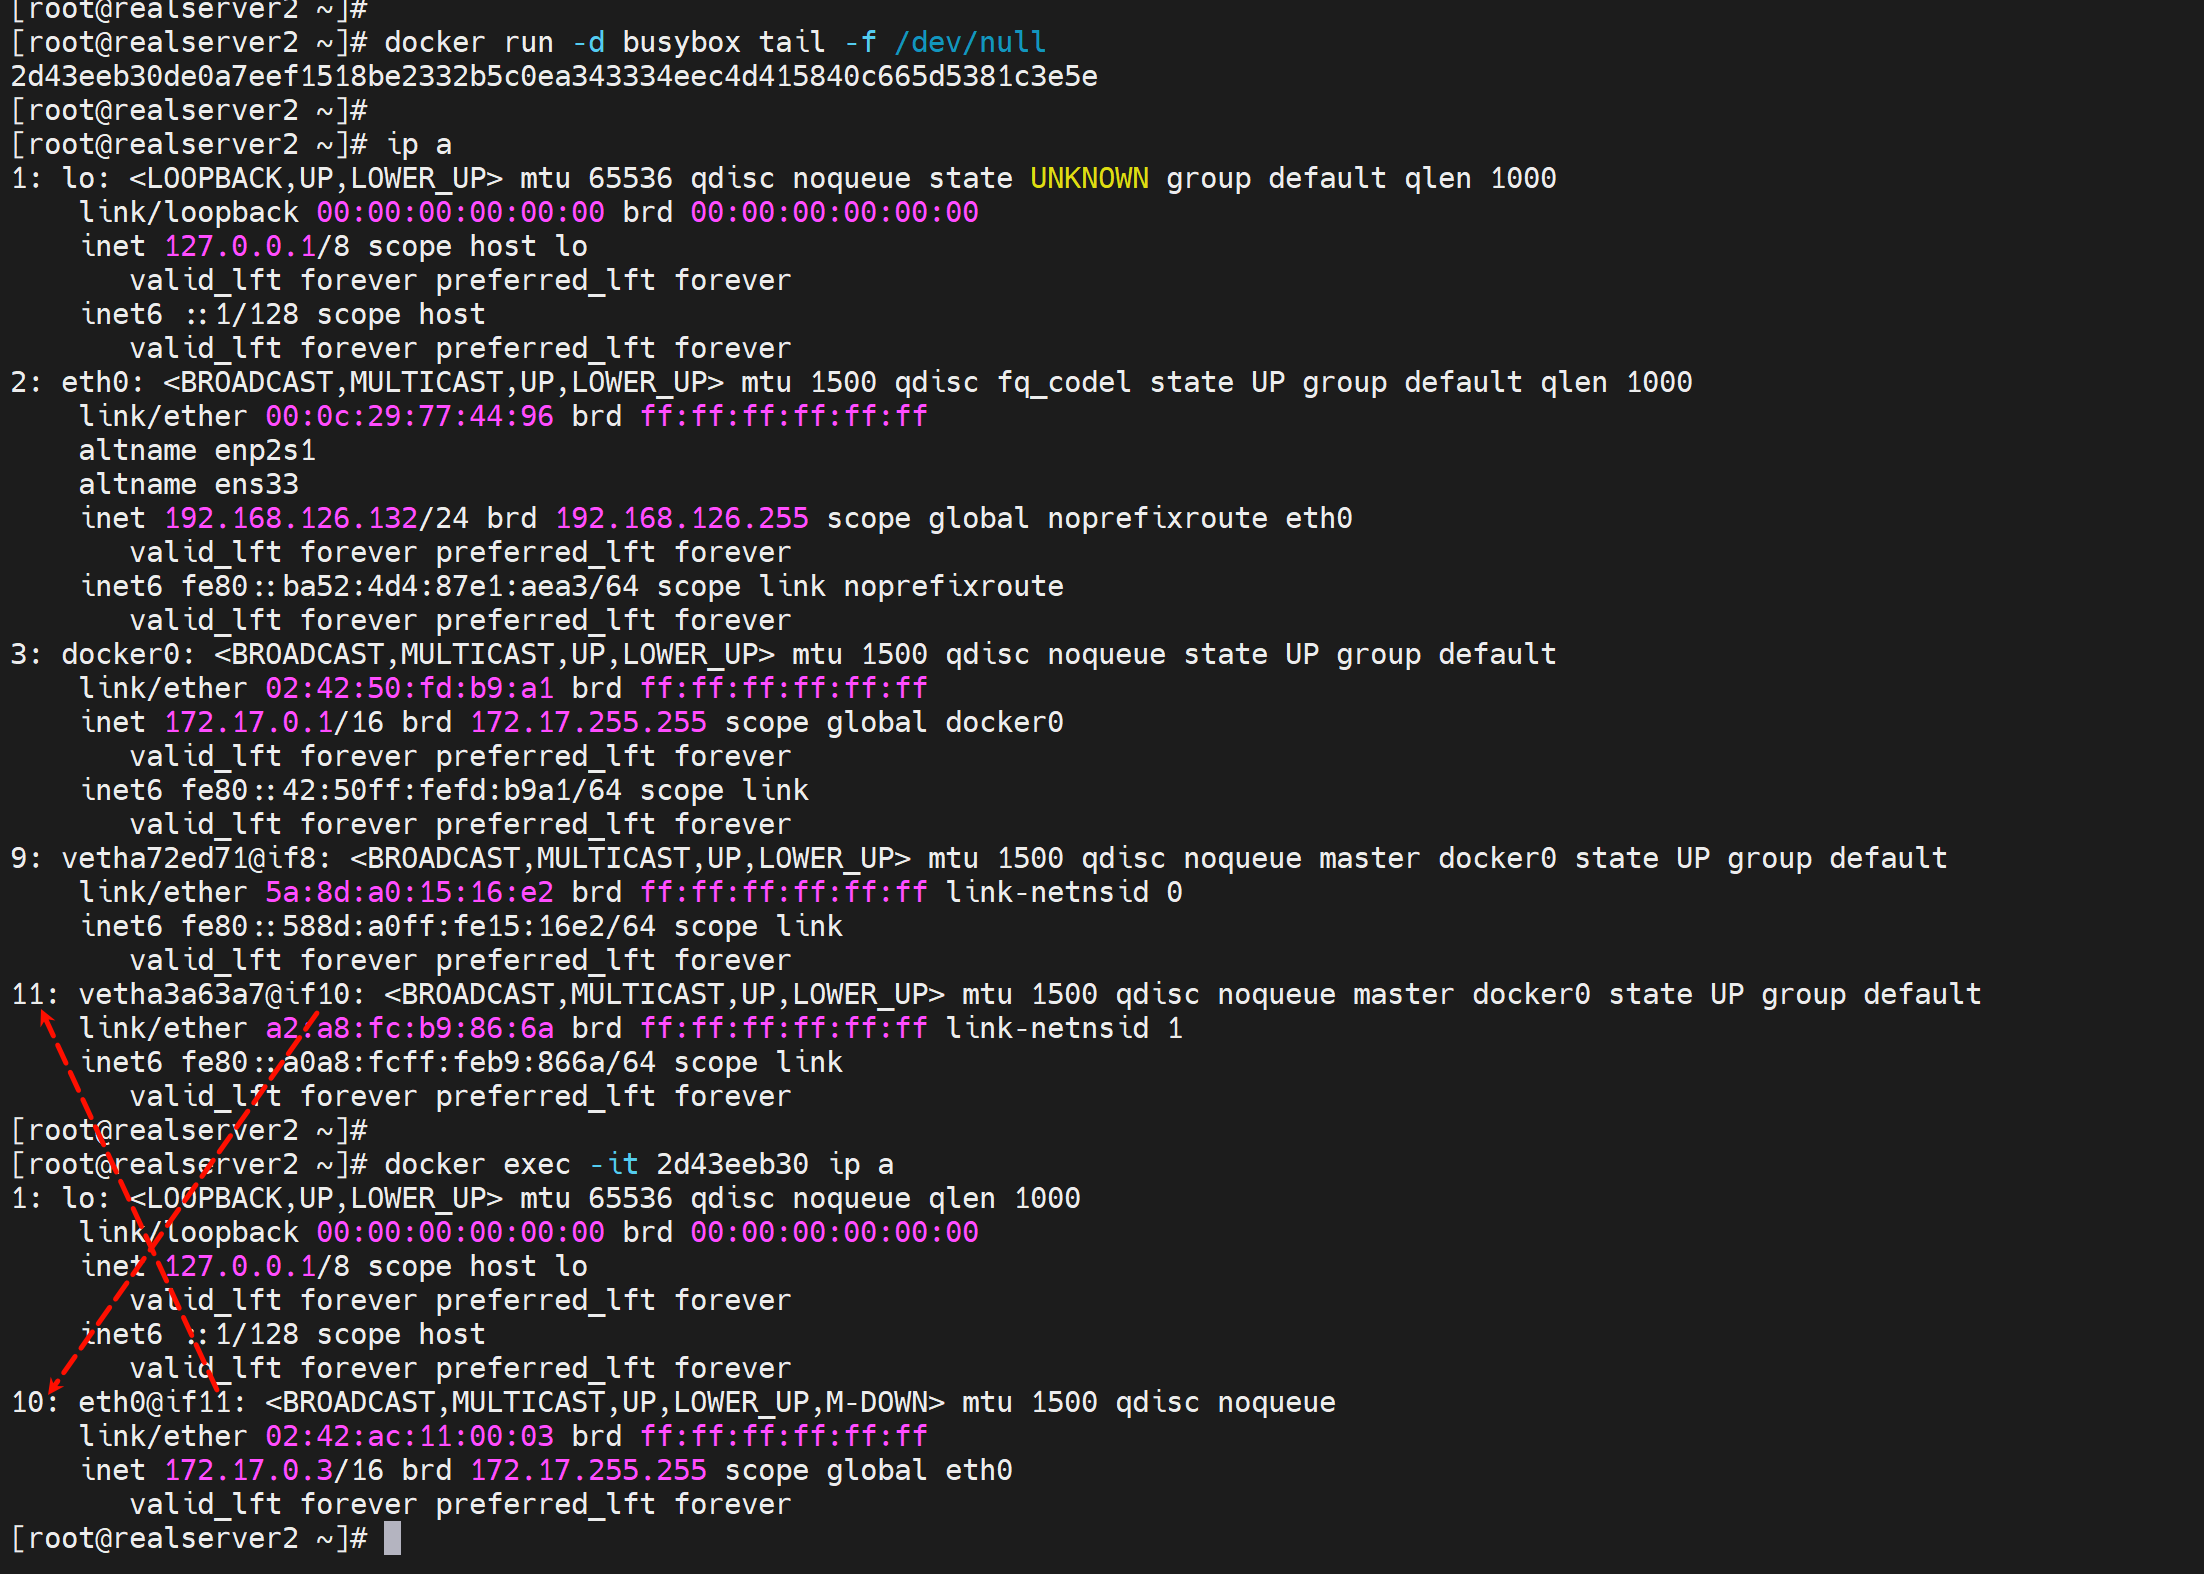 [root@realserver2 ~]#
[root@realserver2 ~]# docker run -d busybox tail -f /dev/null
2d43eeb30de0a7eef1518be2332b5c0ea343334eec4d415840c665d5381c3e5e
[root@realserver2 ~]#
[root@realserver2 ~]# ip a
1: lo: <LOOPBACK,UP,LOWER_UP> mtu 65536 qdisc noqueue state UNKNOWN group default qlen 1000
    link/loopback 00:00:00:00:00:00 brd 00:00:00:00:00:00
    inet 127.0.0.1/8 scope host lo
       valid_lft forever preferred_lft forever
    inet6 ::1/128 scope host
       valid_lft forever preferred_lft forever
2: eth0: <BROADCAST,MULTICAST,UP,LOWER_UP> mtu 1500 qdisc fq_codel state UP group default qlen 1000
    link/ether 00:0c:29:77:44:96 brd ff:ff:ff:ff:ff:ff
    altname enp2s1
    altname ens33
    inet 192.168.126.132/24 brd 192.168.126.255 scope global noprefixroute eth0
       valid_lft forever preferred_lft forever
    inet6 fe80::ba52:4d4:87e1:aea3/64 scope link noprefixroute
       valid_lft forever preferred_lft forever
3: docker0: <BROADCAST,MULTICAST,UP,LOWER_UP> mtu 1500 qdisc noqueue state UP group default
    link/ether 02:42:50:fd:b9:a1 brd ff:ff:ff:ff:ff:ff
    inet 172.17.0.1/16 brd 172.17.255.255 scope global docker0
       valid_lft forever preferred_lft forever
    inet6 fe80::42:50ff:fefd:b9a1/64 scope link
       valid_lft forever preferred_lft forever
9: vetha72ed71@if8: <BROADCAST,MULTICAST,UP,LOWER_UP> mtu 1500 qdisc noqueue master docker0 state UP group default
    link/ether 5a:8d:a0:15:16:e2 brd ff:ff:ff:ff:ff:ff link-netnsid 0
    inet6 fe80::588d:a0ff:fe15:16e2/64 scope link
       valid_lft forever preferred_lft forever
11: vetha3a63a7@if10: <BROADCAST,MULTICAST,UP,LOWER_UP> mtu 1500 qdisc noqueue master docker0 state UP group default
    link/ether a2:a8:fc:b9:86:6a brd ff:ff:ff:ff:ff:ff link-netnsid 1
    inet6 fe80::a0a8:fcff:feb9:866a/64 scope link
       valid_lft forever preferred_lft forever
[root@realserver2 ~]#
[root@realserver2 ~]# docker exec -it 2d43eeb30 ip a
1: lo: <LOOPBACK,UP,LOWER_UP> mtu 65536 qdisc noqueue qlen 1000
    link/loopback 00:00:00:00:00:00 brd 00:00:00:00:00:00
    inet 127.0.0.1/8 scope host lo
       valid_lft forever preferred_lft forever
    inet6 ::1/128 scope host
       valid_lft forever preferred_lft forever
10: eth0@if11: <BROADCAST,MULTICAST,UP,LOWER_UP,M-DOWN> mtu 1500 qdisc noqueue
    link/ether 02:42:ac:11:00:03 brd ff:ff:ff:ff:ff:ff
    inet 172.17.0.3/16 brd 172.17.255.255 scope global eth0
       valid_lft forever preferred_lft forever
[root@realserver2 ~]#